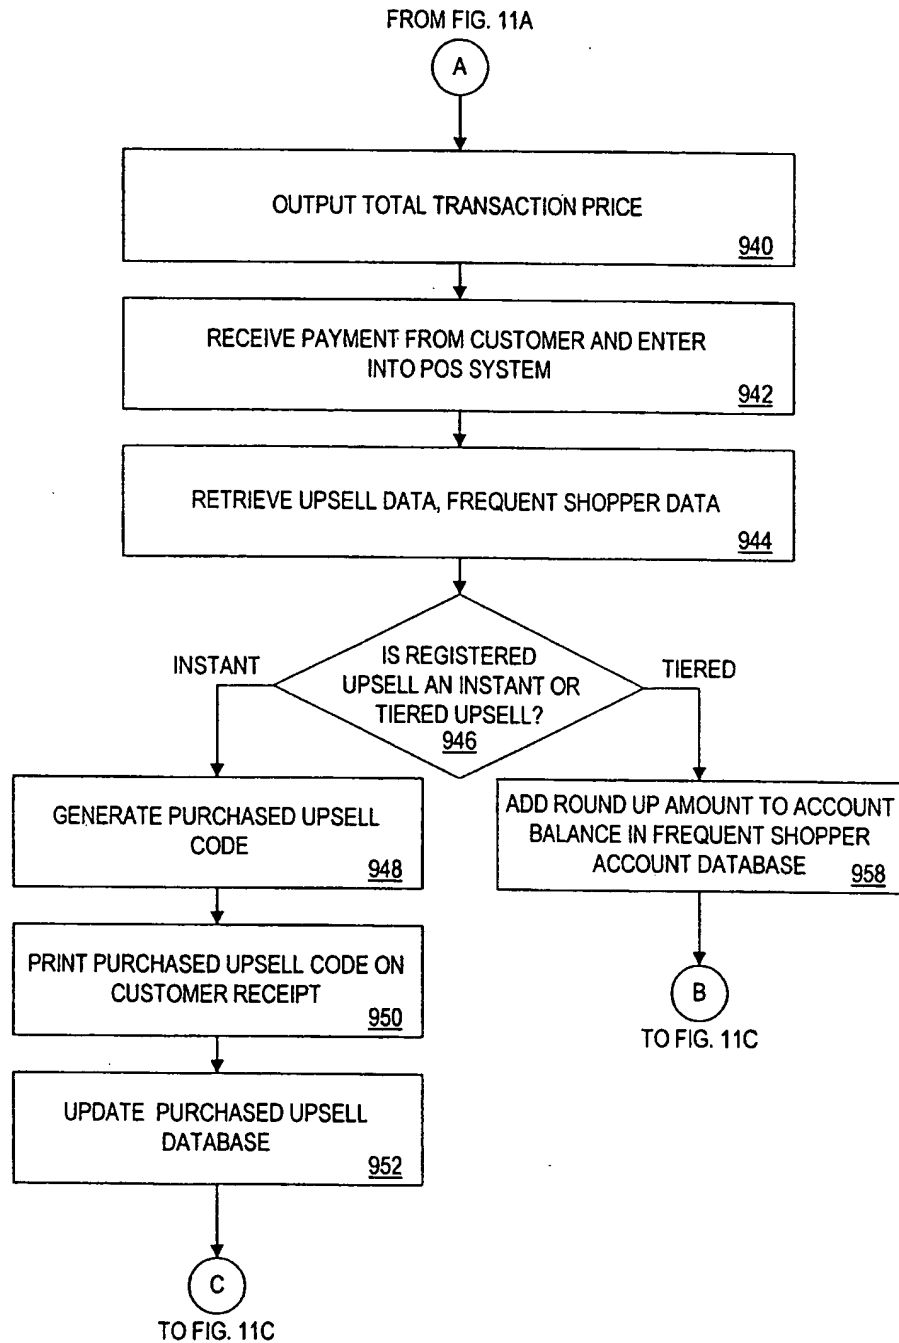 FROM FIG. 11A
A
OUTPUT TOTAL TRANSACTION PRICE
940
RECEIVE PAYMENT FROM CUSTOMER AND ENTER
INTO POS SYSTEM
942
RETRIEVE UPSELL DATA, FREQUENT SHOPPER DATA
944
INSTANT
IS REGISTERED
UPSELL AN INSTANT OR
TIERED UPSELL?
946
TIERED
GENERATE PURCHASED UPSELL
CODE
948
ADD ROUND UP AMOUNT TO ACCOUNT
BALANCE IN FREQUENT SHOPPER
ACCOUNT DATABASE
958
PRINT PURCHASED UPSELL CODE ON
CUSTOMER RECEIPT
950
B
TO FIG. 11C
UPDATE PURCHASED UPSELL
DATABASE
952
C
TO FIG. 11C